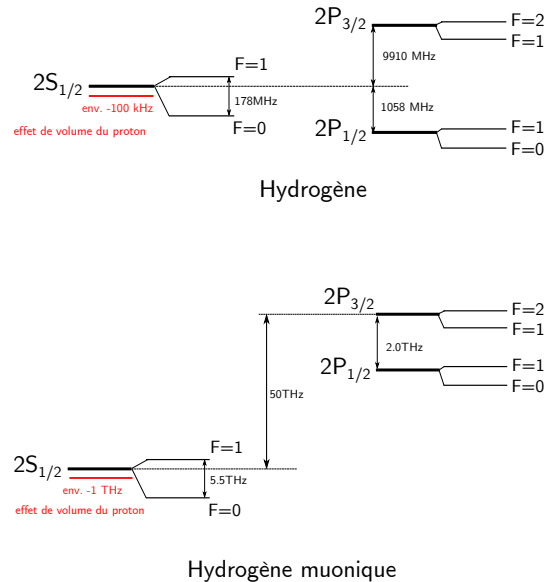 2P3/2
F=2
F=1
9910 MHz
2S1/2
F=1
178MHz
env. -100 kHz
1058 MHz
effet de volume du proton
F=0
2P1/2
F=1
F=0
Hydrogène
2P3/2
F=2
F=1
2.0THz
2P1/2
F=1
F=0
50THz
F=1
2S1/2
5.5THz
env. -1 THz
effet de volume du proton
F=0
Hydrogène muonique